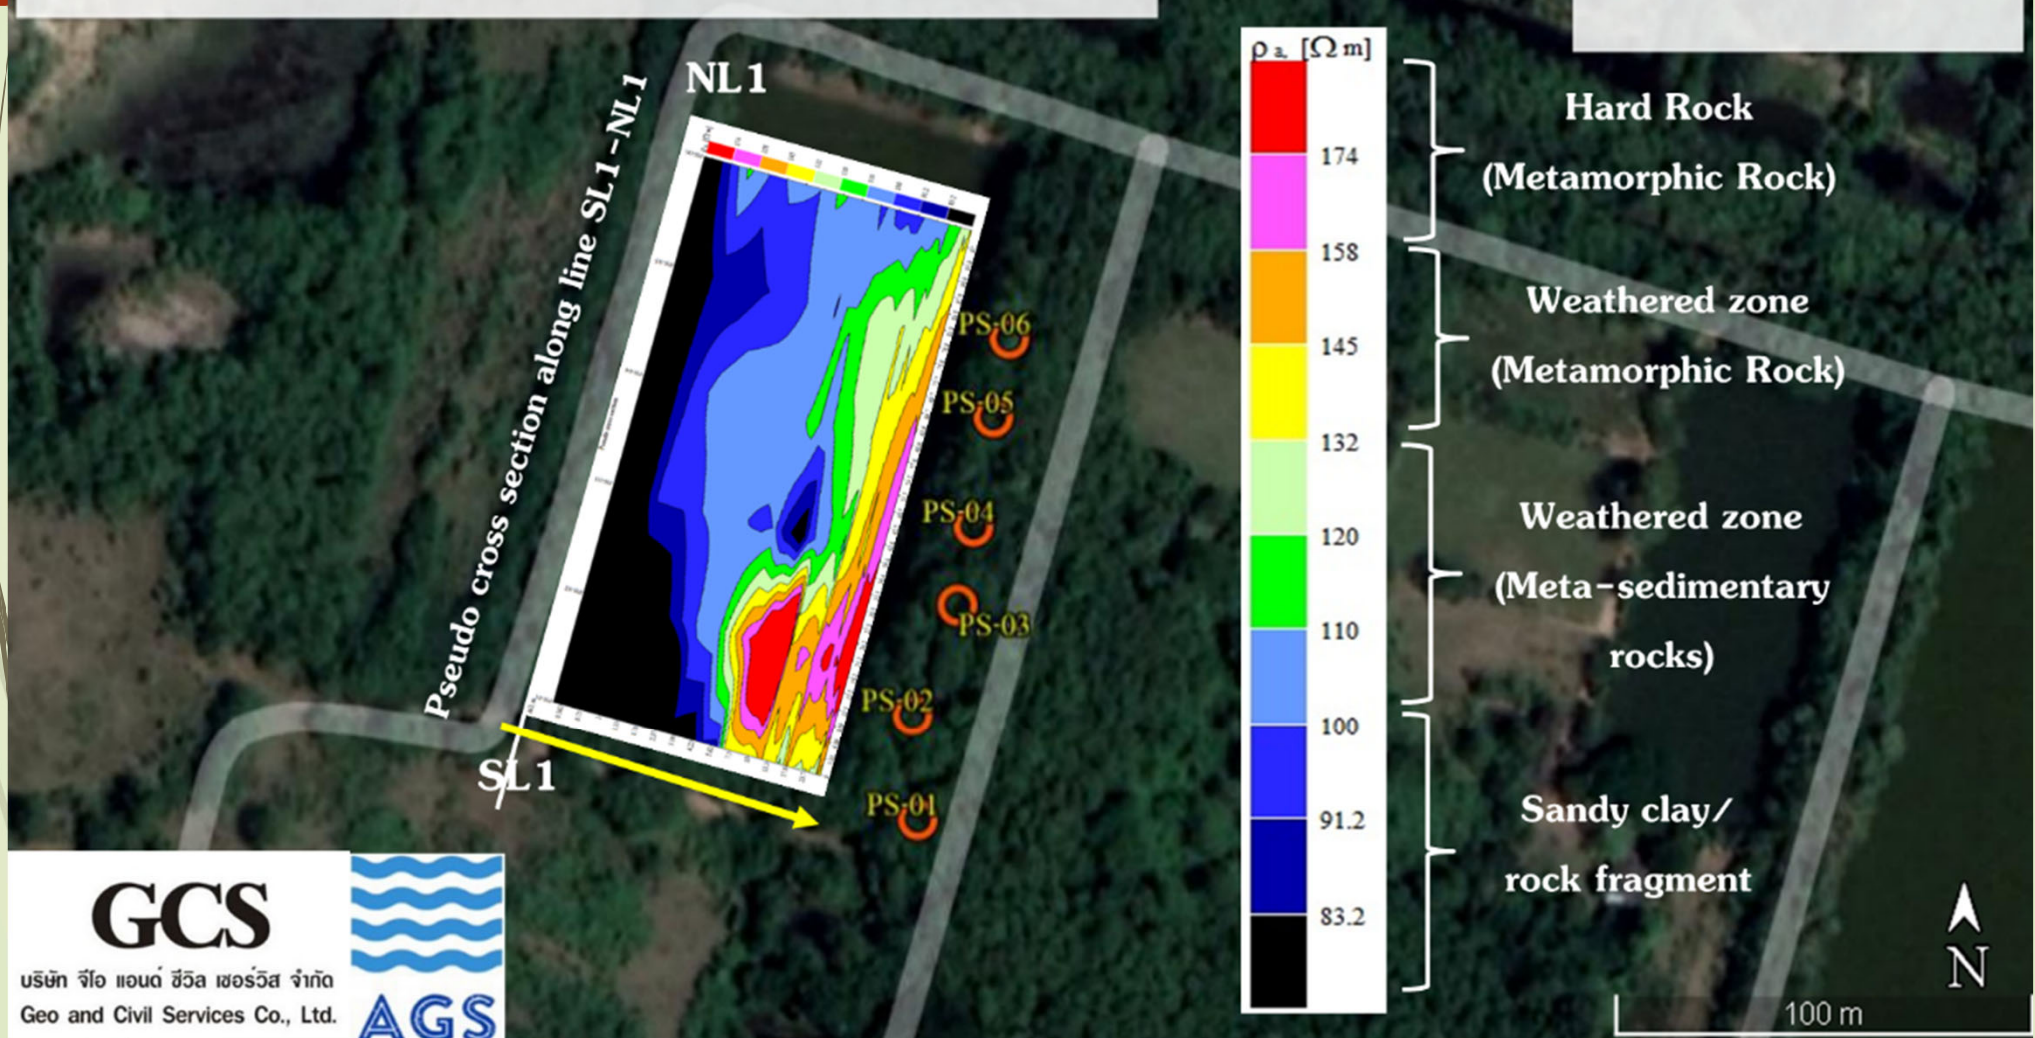 NL1
Pseudo cross section along line SL1-NL1
SL1
PS-06
PS-05
PS-04
PS-03
PS-02
PS-01
ρa, [Ωm]
174
158
145
132
120
110
100
91.2
83.2
Hard Rock
(Metamorphic Rock)
Weathered zone
(Metamorphic Rock)
Weathered zone
(Meta-sedimentary
rocks)
Sandy clay/
rock fragment
N
100 m
GCS
บริษัท จีโอ แอนด์ ซีวิล เซอร์วิส จำกัด
Geo and Civil Services Co., Ltd.
AGS